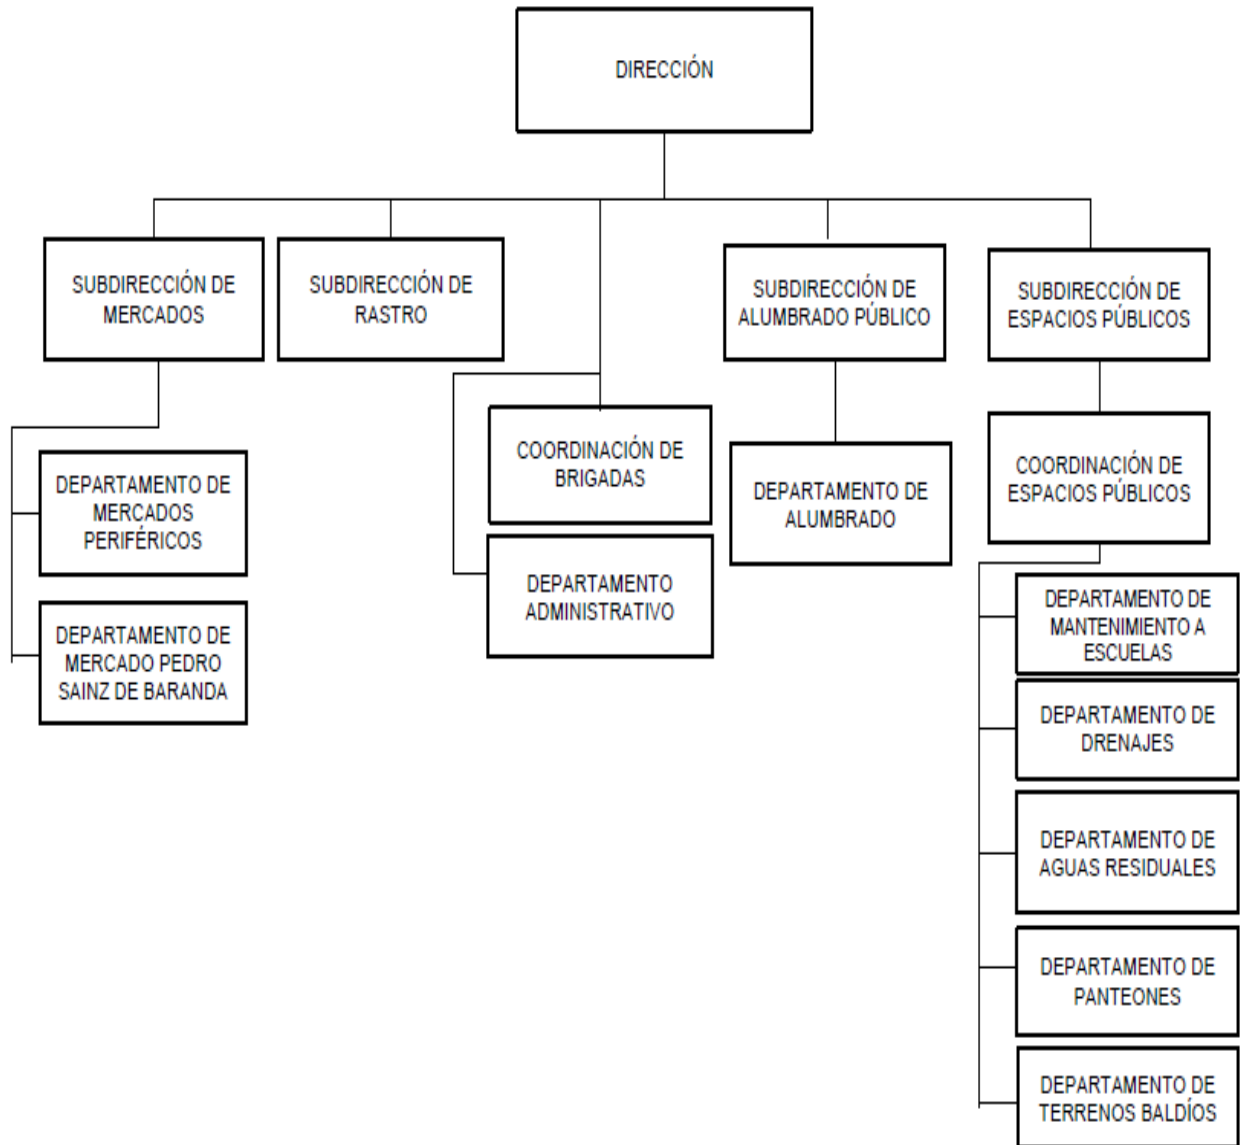 DIRECCIÓN
SUBDIRECCIÓN DE
MERCADOS
SUBDIRECCIÓN DE
RASTRO
SUBDIRECCIÓN DE
ALUMBRADO PÚBLICO
SUBDIRECCIÓN DE
ESPACIOS PÚBLICOS
DEPARTAMENTO DE
MERCADOS
PERIFÉRICOS
DEPARTAMENTO DE
MERCADO PEDRO
SAINZ DE BARANDA
COORDINACIÓN DE
BRIGADAS
DEPARTAMENTO
ADMINISTRATIVO
DEPARTAMENTO DE
ALUMBRADO
COORDINACIÓN DE
ESPACIOS PÚBLICOS
DEPARTAMENTO DE
MANTENIMIENTO A
ESCUELAS
DEPARTAMENTO DE
DRENAJES
DEPARTAMENTO DE
AGUAS RESIDUALES
DEPARTAMENTO DE
PANTEONES
DEPARTAMENTO DE
TERRENOS BALDÍOS